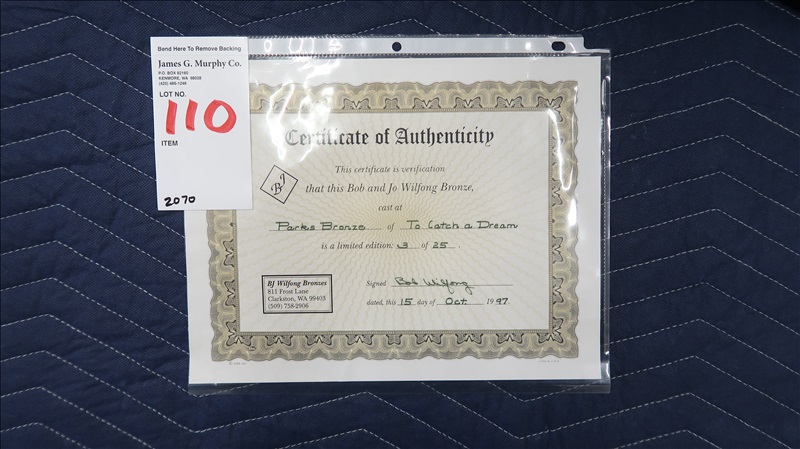 Bend Here To Remove Backing
James G. Murphy Co.
P.O. BOX 82160
KENMORE, WA 98028
(425) 486-1246
LOT NO.
110
ITEM
2070
Certificate of Authenticity
This certificate is verification
BJ
that this Bob and Jo Wilfong Bronze,
cast at
Parks Bronze of To Catch a Dream
is a limited edition: 3 of 25.
BJ Wilfong Bronzes
811 Frost Lane
Clarkston, WA 99403
(509) 758-2906
Signed Bob Wilfong
dated, this 15 day of Oct 1997